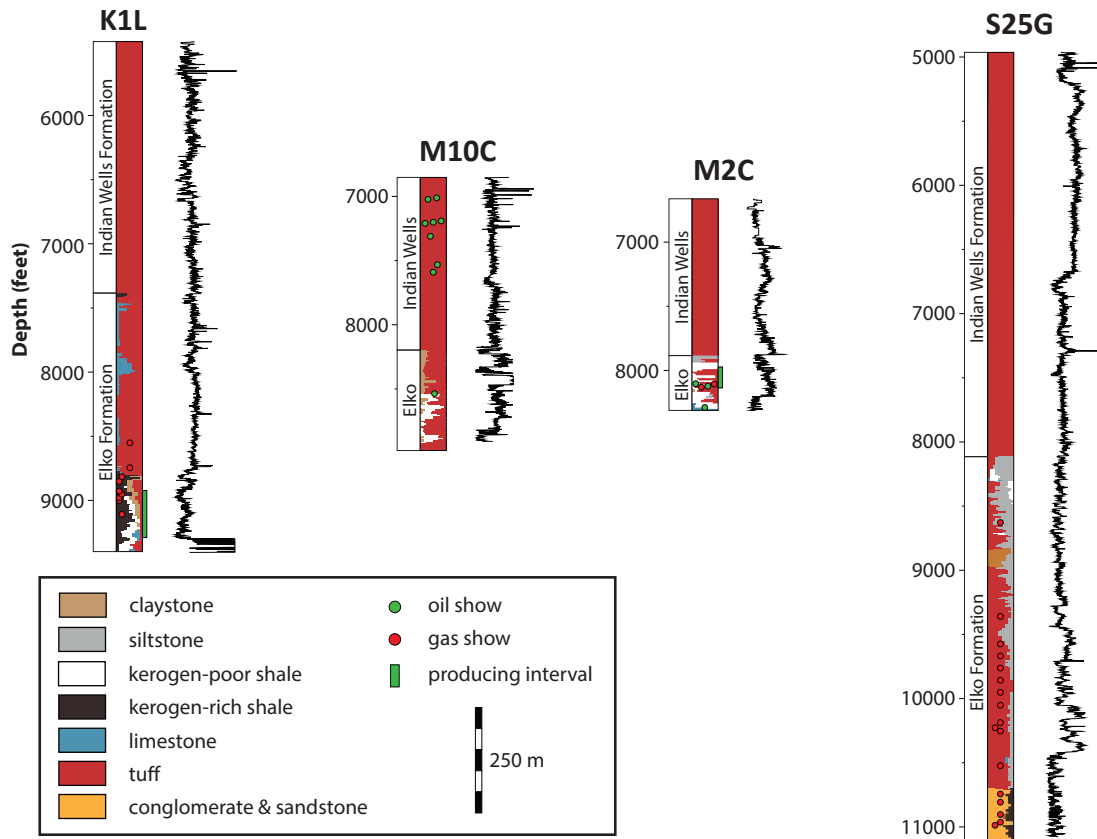 K1L
6000
7000
8000
9000
Depth (feet)
Indian Wells Formation
Elko Formation
M10C
7000
8000
Indian Wells
Elko
M2C
7000
8000
Indian Wells
Elko
S25G
5000
6000
7000
8000
9000
10000
11000
Indian Wells Formation
Elko Formation
claystone
siltstone
kerogen-poor shale
kerogen-rich shale
limestone
tuff
conglomerate & sandstone
oil show
gas show
producing interval
250 m